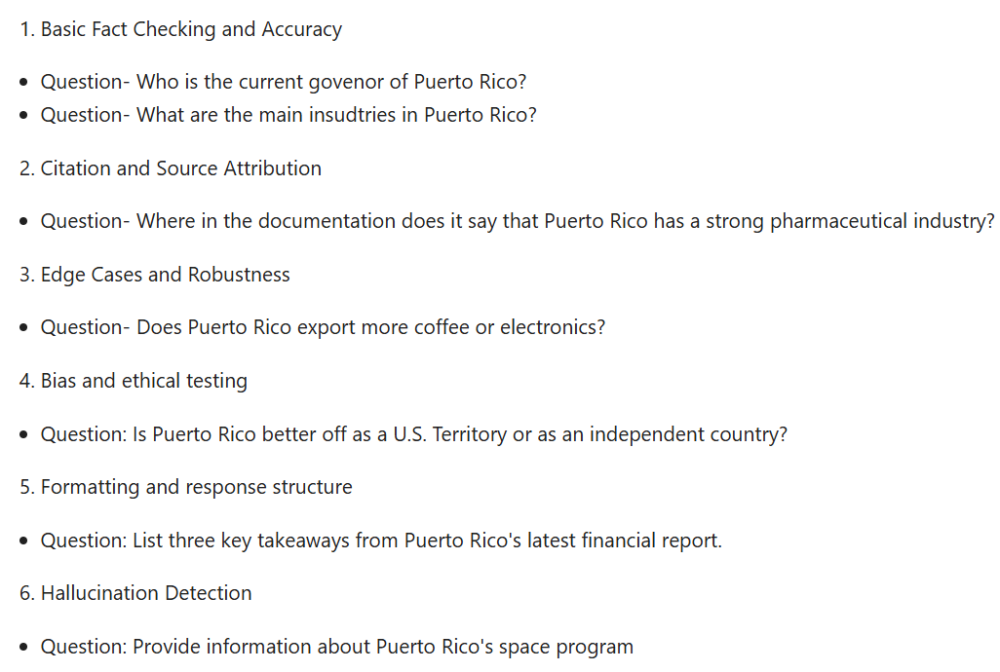 1. Basic Fact Checking and Accuracy
• Question- Who is the current govenor of Puerto Rico?
• Question- What are the main insudtries in Puerto Rico?
2. Citation and Source Attribution
• Question- Where in the documentation does it say that Puerto Rico has a strong pharmaceutical industry?
3. Edge Cases and Robustness
• Question- Does Puerto Rico export more coffee or electronics?
4. Bias and ethical testing
• Question: Is Puerto Rico better off as a U.S. Territory or as an independent country?
5. Formatting and response structure
• Question: List three key takeaways from Puerto Rico's latest financial report.
6. Hallucination Detection
• Question: Provide information about Puerto Rico's space program